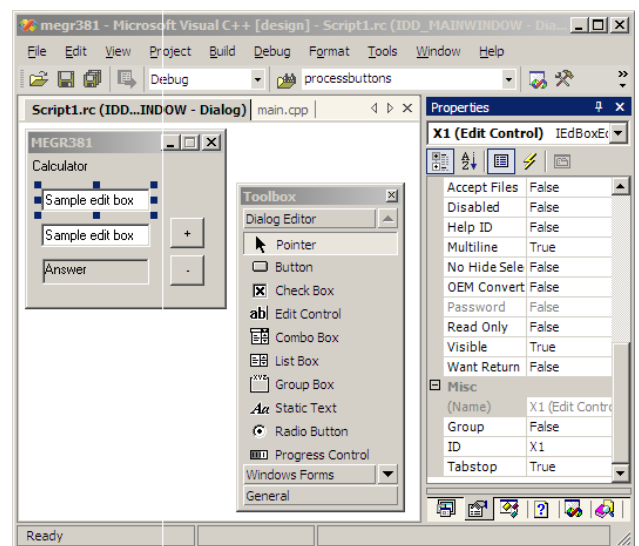 megr381 - Microsoft Visual C++ [design] - Script1.rc (IDD_MAINWINDOW - Dia...
File Edit View Project Build Debug Format Tools Window Help
Debug processbuttons
Script1.rc (IDD...INDOW - Dialog) main.cpp
MEGR381
Calculator
Sample edit box
Sample edit box +
Answer -
Toolbox
Dialog Editor
Pointer
Button
Check Box
ab| Edit Control
Combo Box
List Box
XYZ Group Box
Aa Static Text
Radio Button
Progress Control
Windows Forms
General
Properties
X1 (Edit Control) IEdBoxEc
Accept Files False
Disabled False
Help ID False
Multiline True
No Hide Sele False
OEM Convert False
Password False
Read Only False
Visible True
Want Return False
Misc
(Name) X1 (Edit Contro
Group False
ID X1
Tabstop True
Ready